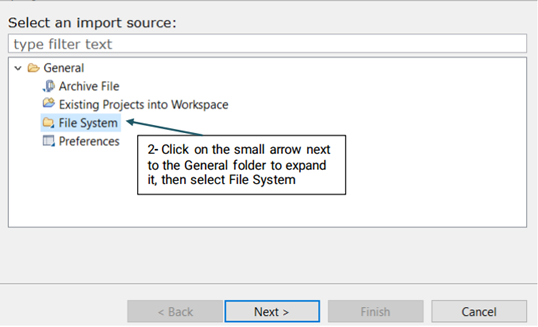 Select an import source:
type filter text
General
Archive File
Existing Projects into Workspace
File System
Preferences
2- Click on the small arrow next
to the General folder to expand
it, then select File System
< Back
Next >
Finish
Cancel